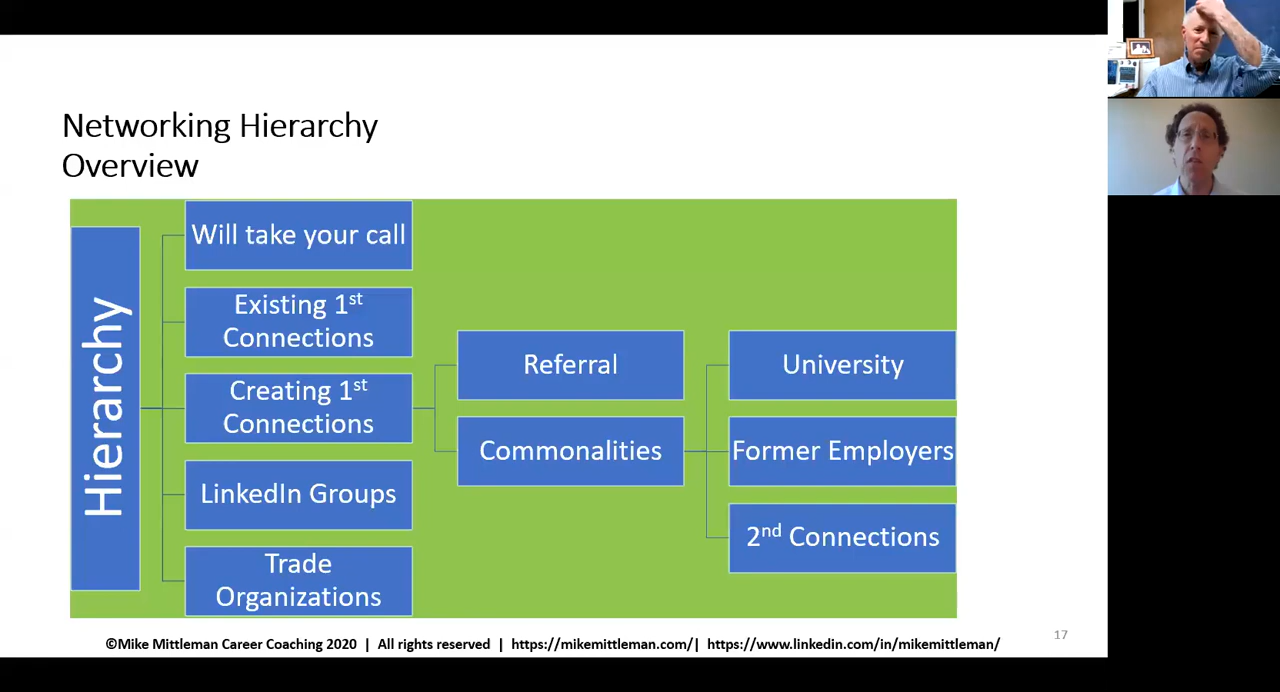 Networking Hierarchy
Overview
Hierarchy
Will take your call
Existing 1st
Connections
Creating 1st
Connections
LinkedIn Groups
Trade
Organizations
Referral
Commonalities
University
Former Employers
2nd Connections
©Mike Mittleman Career Coaching 2020 | All rights reserved | https://mikemittleman.com/| https://www.linkedin.com/in/mikemittleman/
17